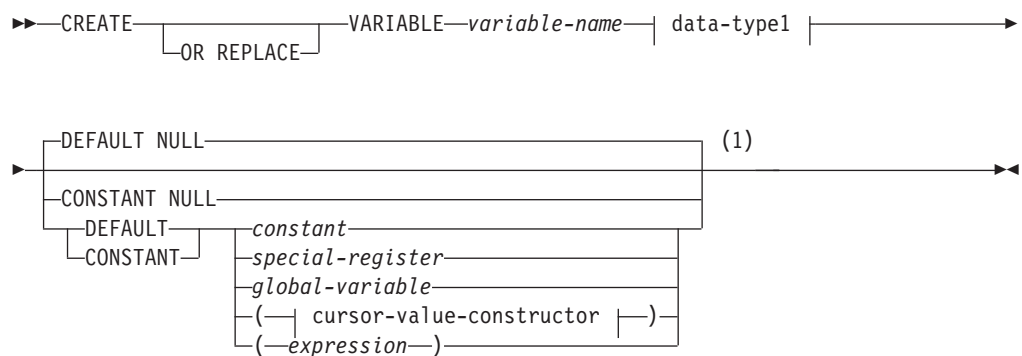 CREATE VARIABLE variable-name data-type1
OR REPLACE
DEFAULT NULL (1)
CONSTANT NULL
DEFAULT constant
CONSTANT special-register
global-variable
( cursor-value-constructor )
( expression )